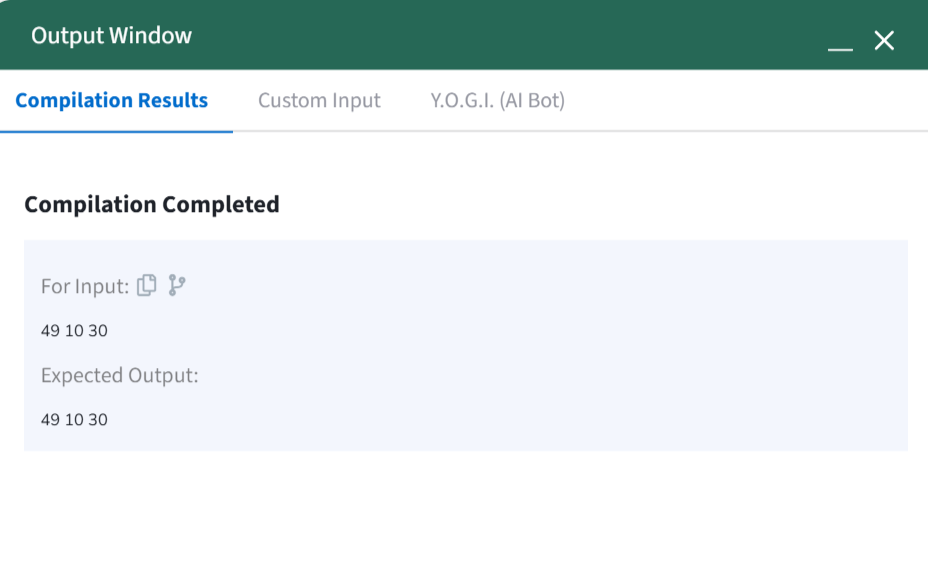 Output Window
Compilation Results Custom Input Y.O.G.I. (AI Bot)
Compilation Completed
For Input:
49 10 30
Expected Output:
49 10 30